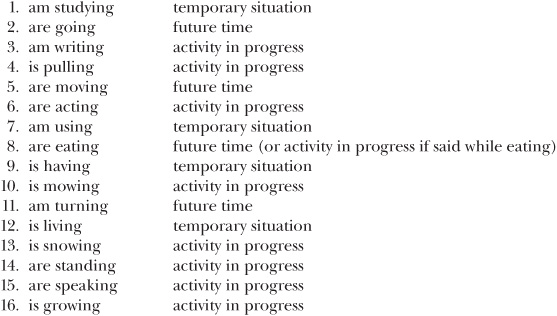 1. am studying temporary situation
2. are going future time
3. am writing activity in progress
4. is pulling activity in progress
5. are moving future time
6. are acting activity in progress
7. am using temporary situation
8. are eating future time (or activity in progress if said while eating)
9. is having temporary situation
10. is mowing activity in progress
11. am turning future time
12. is living temporary situation
13. is snowing activity in progress
14. are standing activity in progress
15. are speaking activity in progress
16. is growing activity in progress